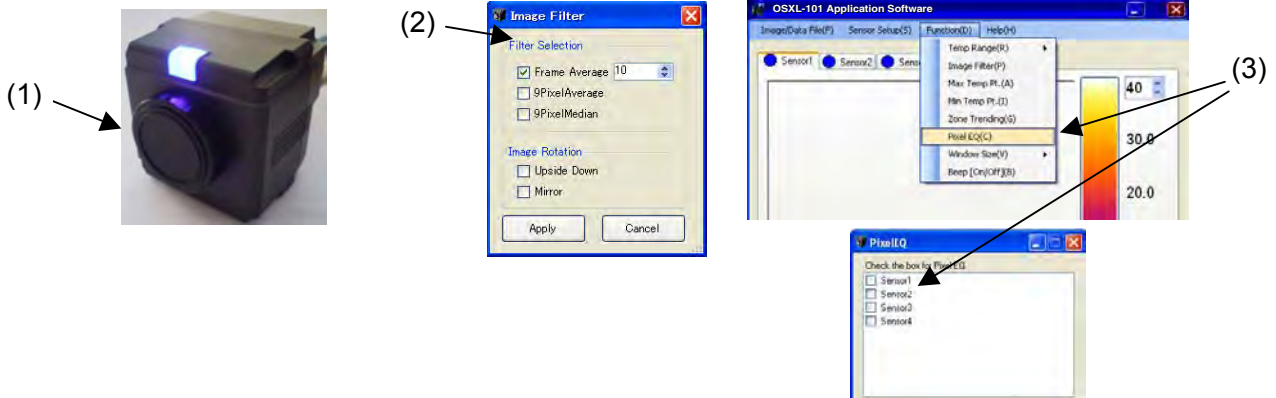 (1)
(2)
Image Filter
Filter Selection
Frame Average 10
9PixelAverage
9PixelMedian
Image Rotation
Upside Down
Mirror
Apply Cancel
OSXL-101 Application Software
Image/Data File(F) Sensor Setup(S) Function(D) Help(H)
Sensor1 Sensor2 Sens
Temp Range(R)
Image Filter(P)
Max Temp Pt.(A)
Min Temp Pt.(I)
Zone Trending(G)
Pixel EQ(C)
Window Size(V)
Beep [On/Off](B)
40
30.0
20.0
(3)
PixelEQ
Check the box for Pixel EQ.
Sensor1
Sensor2
Sensor3
Sensor4